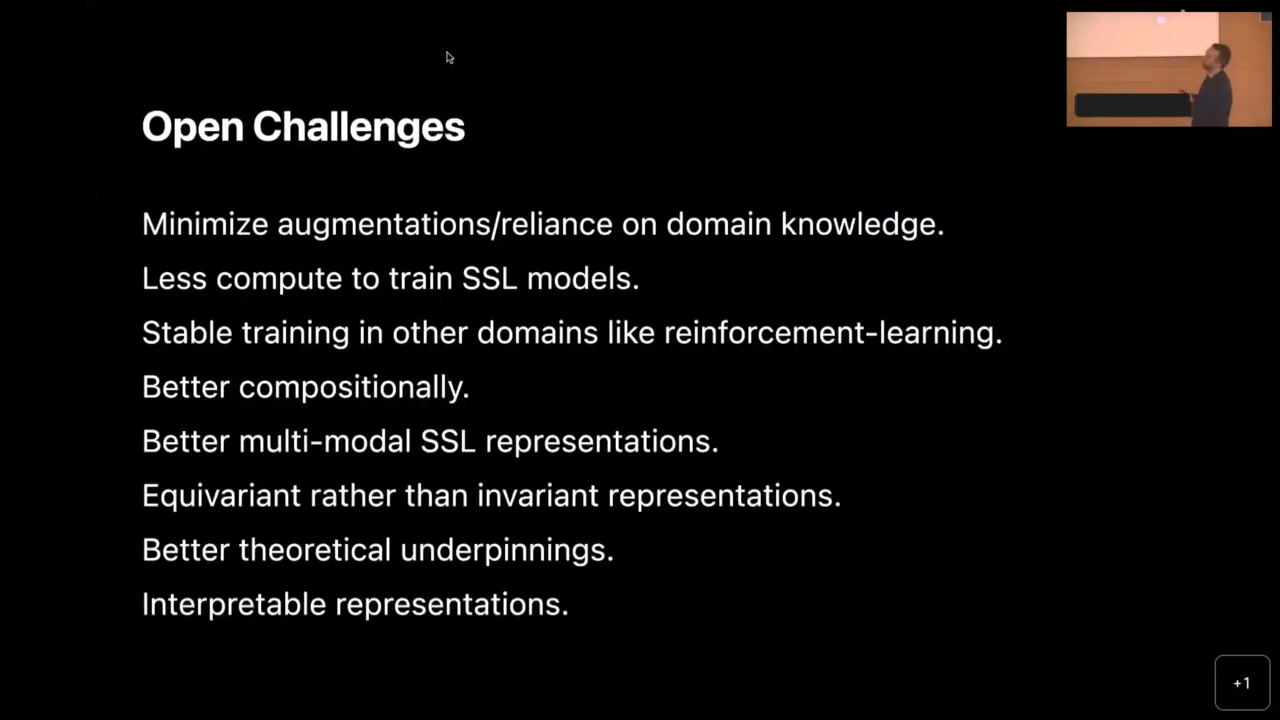 Open Challenges
Minimize augmentations/reliance on domain knowledge.
Less compute to train SSL models.
Stable training in other domains like reinforcement-learning.
Better compositionally.
Better multi-modal SSL representations.
Equivariant rather than invariant representations.
Better theoretical underpinnings.
Interpretable representations.
+1